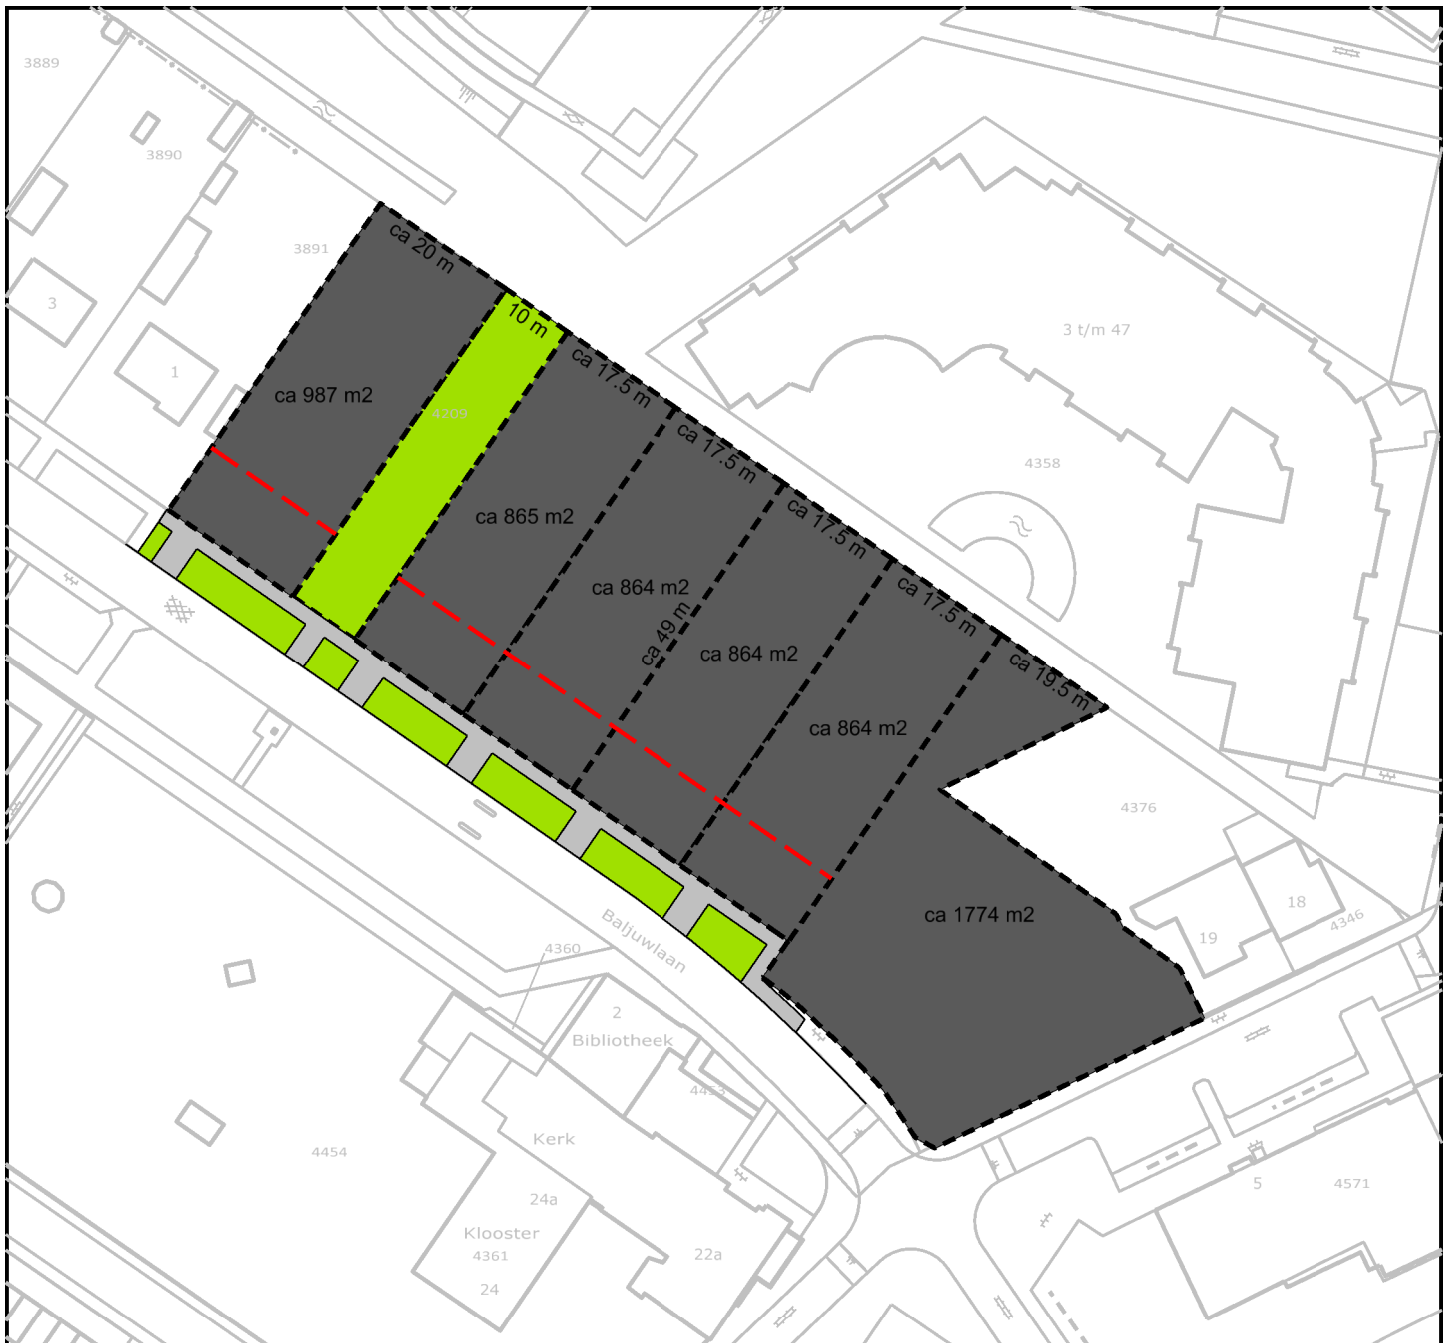 3889
3890
3891
3
1
ca 20 m
10 m
ca 17.5 m
ca 17.5 m
ca 17.5 m
ca 17.5 m
ca 19.5 m
3 t/m 47
ca 987 m2
4209
4358
ca 865 m2
ca 864 m2
ca 49 m
ca 864 m2
ca 864 m2
4376
ca 1774 m2
18
19
4346
Baljuwlaan
4360
2
Bibliotheek
4453
Kerk
4454
24a
Klooster
4361
24
22a
5
4571